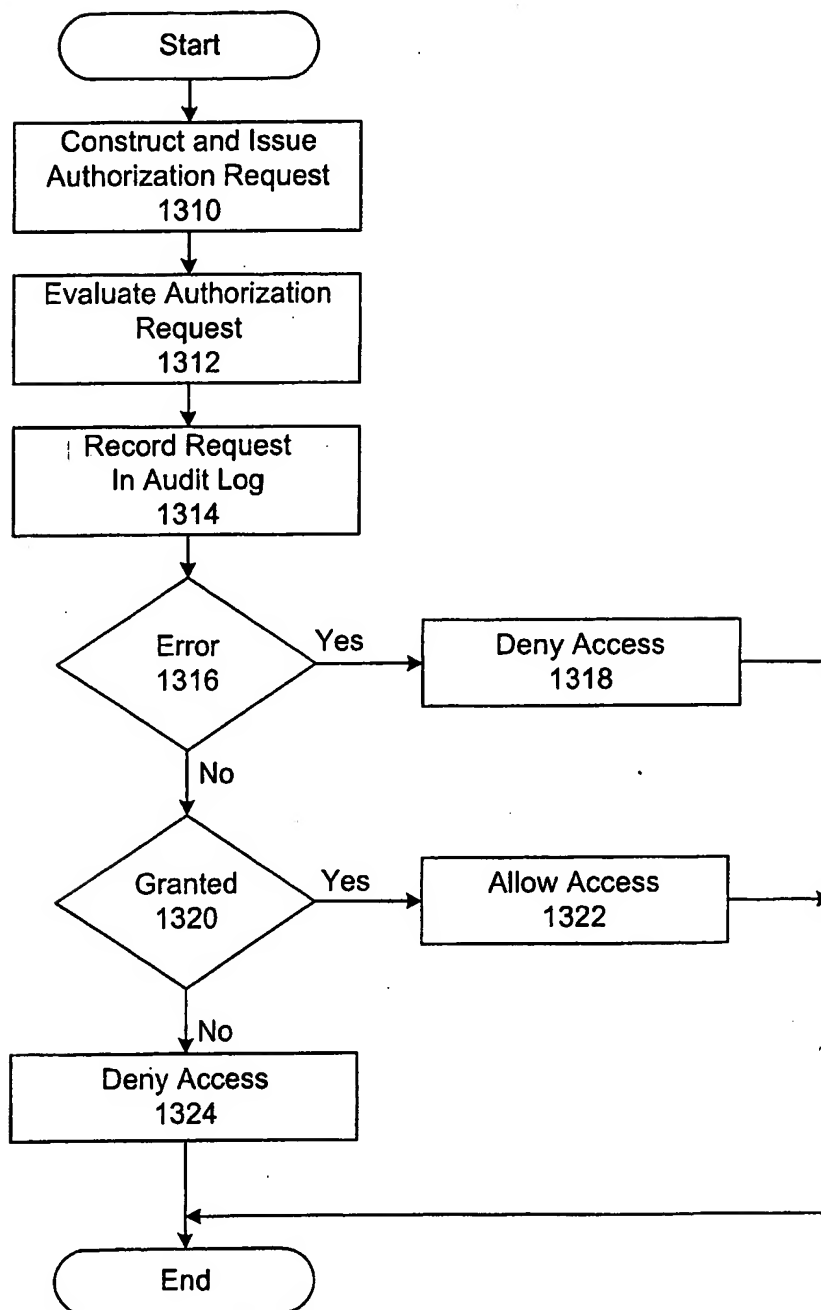 Start
Construct and Issue
Authorization Request
1310
Evaluate Authorization
Request
1312
Record Request
In Audit Log
1314
Error
1316
Yes
Deny Access
1318
No
Granted
1320
Yes
Allow Access
1322
No
Deny Access
1324
End